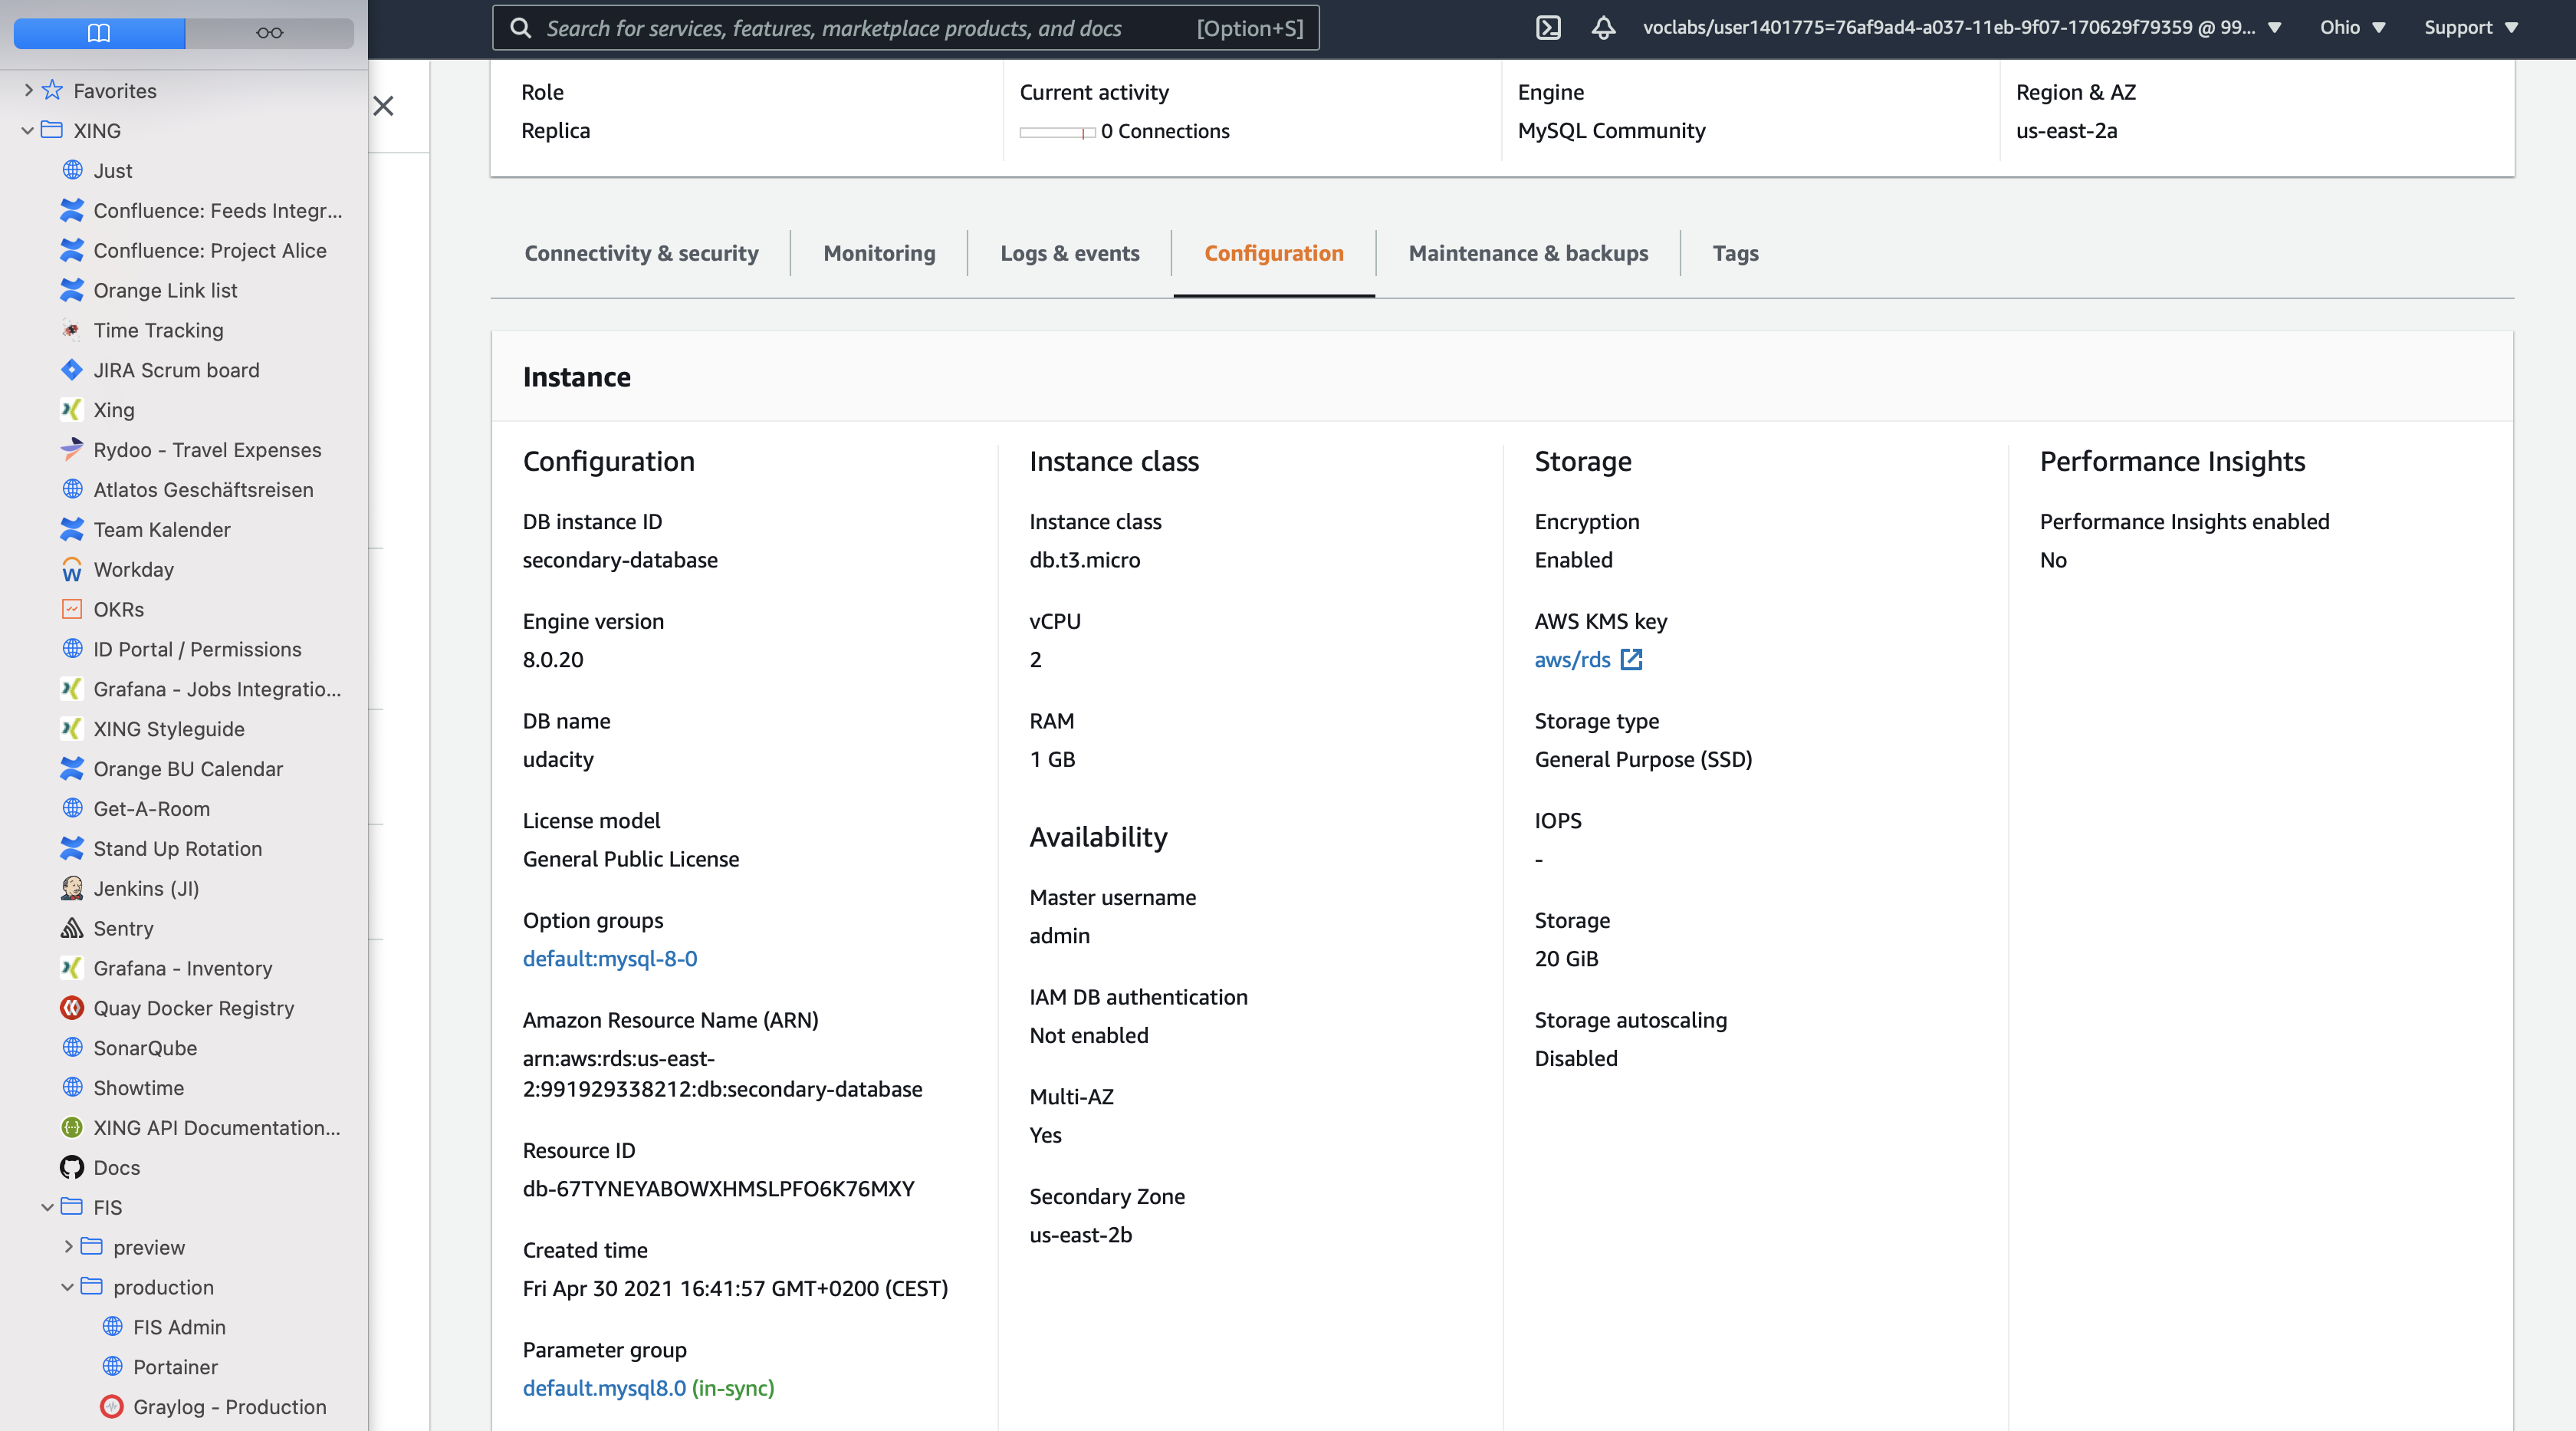 Search for services, features, marketplace products, and docs [Option+S]
voclabs/user1401775=76af9ad4-a037-11eb-9f07-170629f79359 @ 99... ▼
Ohio ▼
Support ▼
Favorites
XING
Just
Confluence: Feeds Integr...
Confluence: Project Alice
Orange Link list
Time Tracking
JIRA Scrum board
Xing
Rydoo - Travel Expenses
Atlatos Geschäftsreisen
Team Kalender
Workday
OKRs
ID Portal / Permissions
Grafana - Jobs Integratio...
XING Styleguide
Orange BU Calendar
Get-A-Room
Stand Up Rotation
Jenkins (JI)
Sentry
Grafana - Inventory
Quay Docker Registry
SonarQube
Showtime
XING API Documentation...
Docs
FIS
preview
production
FIS Admin
Portainer
Graylog - Production
Role
Replica
Current activity
0 Connections
Engine
MySQL Community
Region & AZ
us-east-2a
Connectivity & security
Monitoring
Logs & events
Configuration
Maintenance & backups
Tags
Instance
Configuration
DB instance ID
secondary-database
Engine version
8.0.20
DB name
udacity
License model
General Public License
Option groups
default:mysql-8-0
Amazon Resource Name (ARN)
arn:aws:rds:us-east-
2:991929338212:db:secondary-database
Resource ID
db-67TYNEYABOWXHMSLPFO6K76MXY
Created time
Fri Apr 30 2021 16:41:57 GMT+0200 (CEST)
Parameter group
default.mysql8.0 (in-sync)
Instance class
Instance class
db.t3.micro
vCPU
2
RAM
1 GB
Availability
Master username
admin
IAM DB authentication
Not enabled
Multi-AZ
Yes
Secondary Zone
us-east-2b
Storage
Encryption
Enabled
AWS KMS key
aws/rds
Storage type
General Purpose (SSD)
IOPS
-
Storage
20 GiB
Storage autoscaling
Disabled
Performance Insights
Performance Insights enabled
No